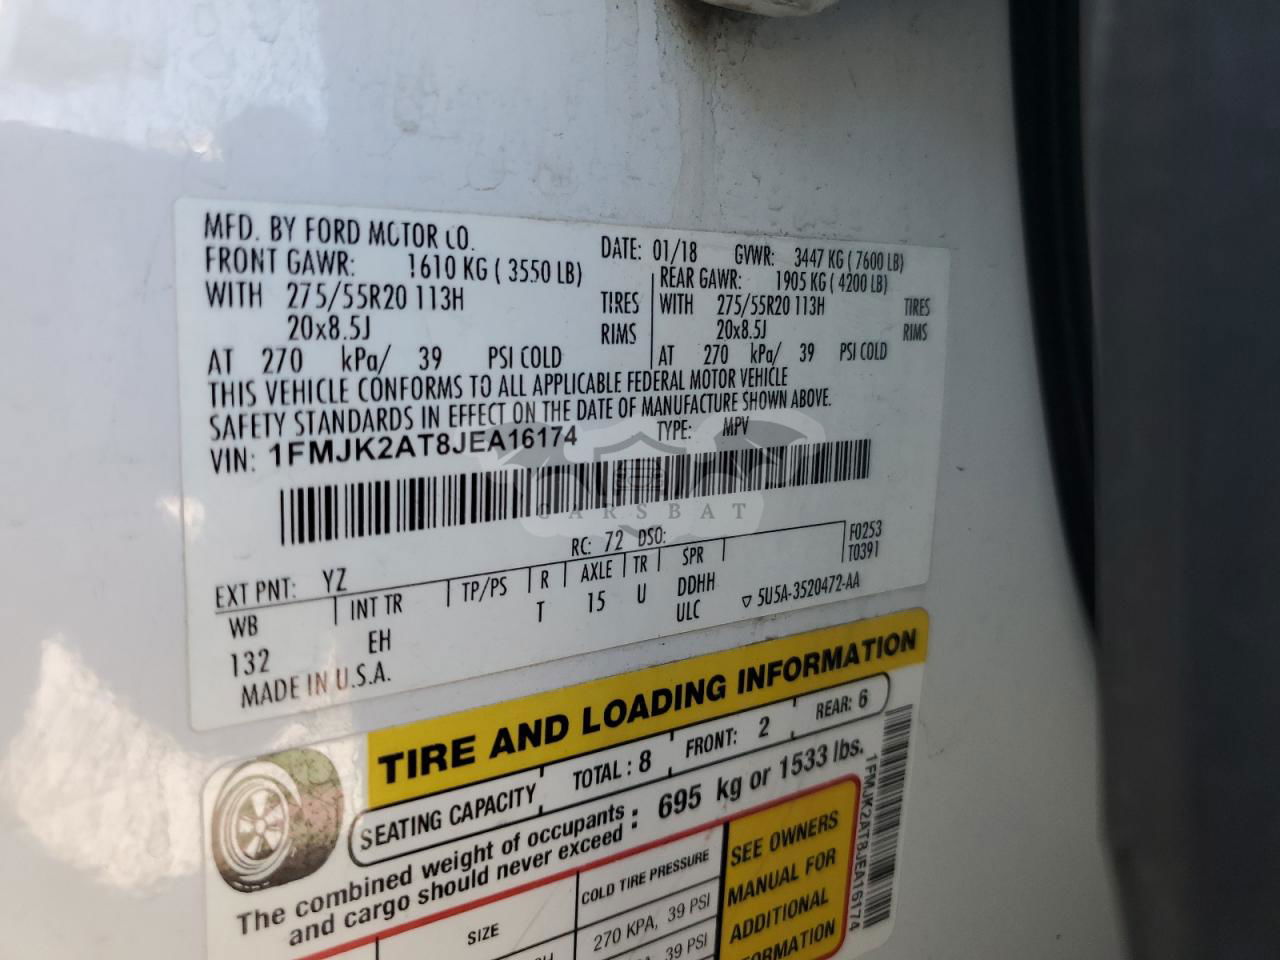 MFD. BY FORD MOTOR CO.
DATE: 01/18 GVWR: 3447 KG ( 7600 LB)
FRONT GAWR: 1610 KG ( 3550 LB) REAR GAWR: 1905 KG ( 4200 LB)
WITH 275/55R20 113H TIRES WITH 275/55R20 113H TIRES
20x8.5J RIMS 20x8.5J RIMS
AT 270 kPa/ 39 PSI COLD AT 270 kPa/ 39 PSI COLD
THIS VEHICLE CONFORMS TO ALL APPLICABLE FEDERAL MOTOR VEHICLE
SAFETY STANDARDS IN EFFECT ON THE DATE OF MANUFACTURE SHOWN ABOVE.
VIN: 1FMJK2AT8JEA16174 TYPE: MPV
CARSBAT
RC: 72 DSO: F0253
T0391
EXT PNT: YZ
WB INT TR TP/PS R AXLE TR SPR
132 EH T 15 U DDHH
ULC ▽ 5U5A-3520472-AA
MADE IN U.S.A.
TIRE AND LOADING INFORMATION
SEATING CAPACITY TOTAL : 8 FRONT: 2 REAR: 6
The combined weight of occupants
and cargo should never exceed : 695 kg or 1533 lbs.
SIZE COLD TIRE PRESSURE
270 KPA, 39 PSI
39 PSI
SEE OWNERS
MANUAL FOR
ADDITIONAL
1FMJK2AT8JEA16174